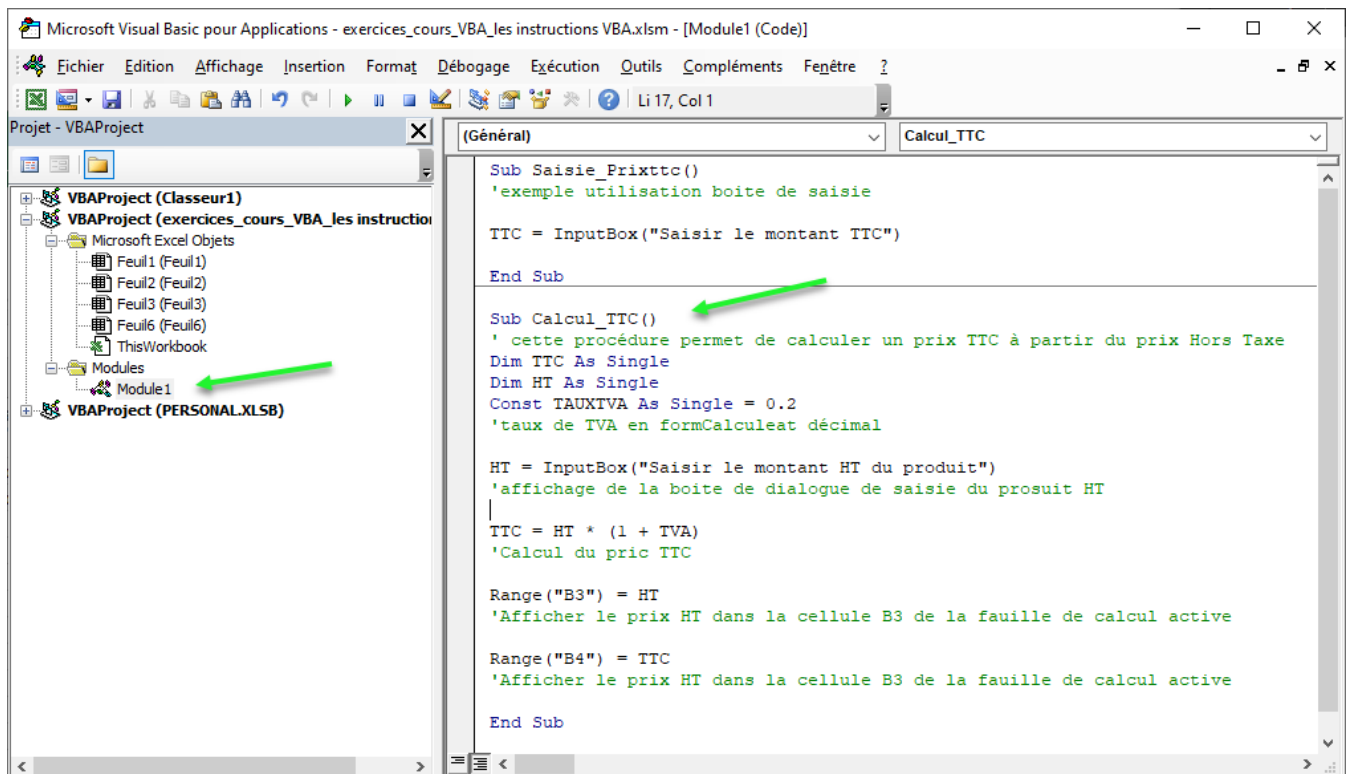 Microsoft Visual Basic pour Applications - exercices_cours_VBA_les instructions VBA.xlsm - [Module1 (Code)]
Fichier Edition Affichage Insertion Format Débogage Exécution Outils Compléments Fenêtre ?
Li 17, Col 1
Projet - VBAProject
(Général)
Calcul_TTC
VBAProject (Classeur1)
VBAProject (exercices_cours_VBA_les instruction
Microsoft Excel Objets
Feuil1 (Feuil1)
Feuil2 (Feuil2)
Feuil3 (Feuil3)
Feuil6 (Feuil6)
ThisWorkbook
Modules
Module1
VBAProject (PERSONAL.XLSB)
Sub Saisie_Prixttc()
'exemple utilisation boite de saisie
TTC = InputBox("Saisir le montant TTC")
End Sub
Sub Calcul_TTC()
' cette procédure permet de calculer un prix TTC à partir du prix Hors Taxe
Dim TTC As Single
Dim HT As Single
Const TAUXTVA As Single = 0.2
'taux de TVA en formCalculeat décimal
HT = InputBox("Saisir le montant HT du produit")
'affichage de la boite de dialogue de saisie du prosuit HT
TTC = HT * (1 + TVA)
'Calcul du pric TTC
Range("B3") = HT
'Afficher le prix HT dans la cellule B3 de la fauille de calcul active
Range("B4") = TTC
'Afficher le prix HT dans la cellule B3 de la fauille de calcul active
End Sub